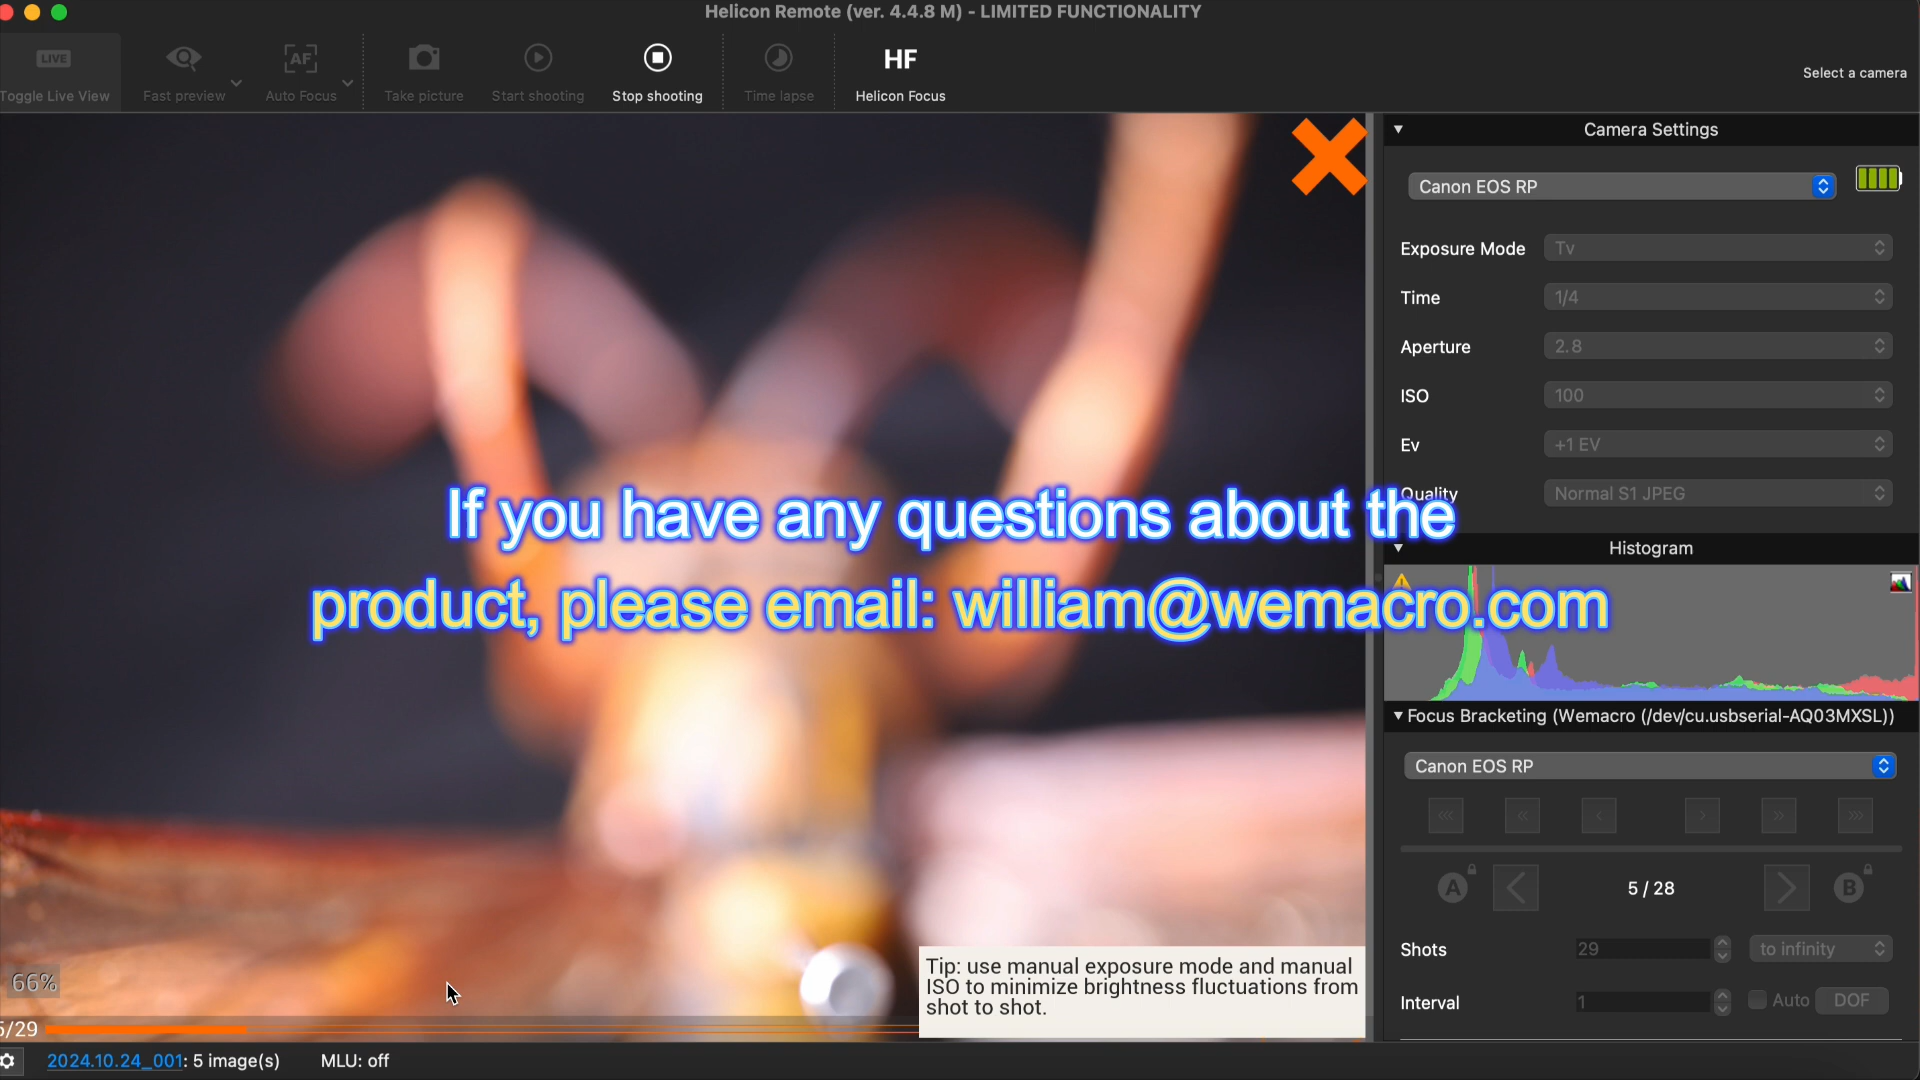 Helicon Remote (ver. 4.4.8 M) - LIMITED FUNCTIONALITY
LIVE
AF
HF
Toggle Live View
Fast preview
Auto Focus
Take picture
Start shooting
Stop shooting
Time lapse
Helicon Focus
Select a camera
Camera Settings
Canon EOS RP
Exposure Mode Tv
Time 1/4
Aperture 2.8
ISO 100
Ev +1 EV
Quality Normal S1 JPEG
If you have any questions about the
product, please email: william@wemacro.com
Histogram
Focus Bracketing (Wemacro (/dev/cu.usbserial-AQ03MXSL))
Canon EOS RP
A 5 / 28 B
Shots 29 to infinity
Interval 1 Auto DOF
66%
Tip: use manual exposure mode and manual
ISO to minimize brightness fluctuations from
shot to shot.
5/29
2024.10.24_001: 5 image(s) MLU: off